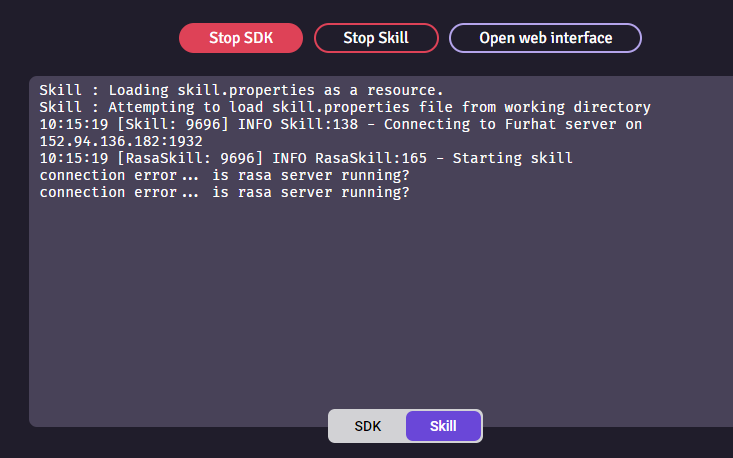 Stop SDK Stop Skill Open web interface
Skill : Loading skill.properties as a resource.
Skill : Attempting to load skill.properties file from working directory
10:15:19 [Skill: 9696] INFO Skill:138 - Connecting to Furhat server on
152.94.136.182:1932
10:15:19 [RasaSkill: 9696] INFO RasaSkill:165 - Starting skill
connection error... is rasa server running?
connection error... is rasa server running?
SDK Skill